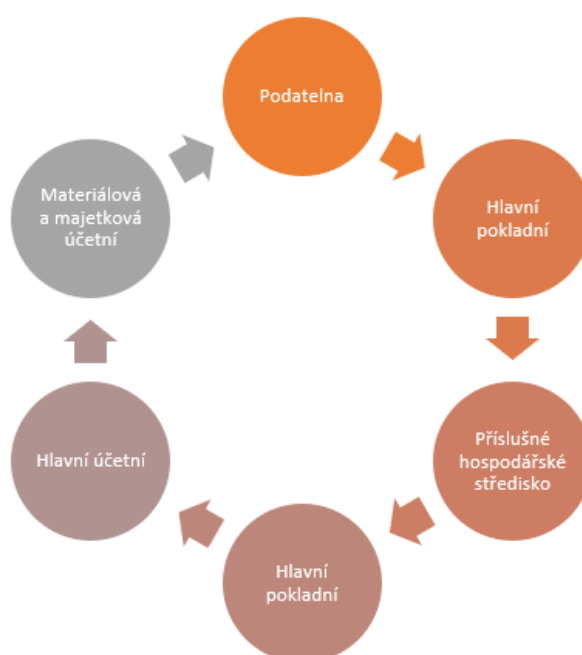 Podatelna
Hlavní
pokladní
Příslušné
hospodářské
středisko
Hlavní
pokladní
Hlavní účetní
Materiálová
a majetková
účetní